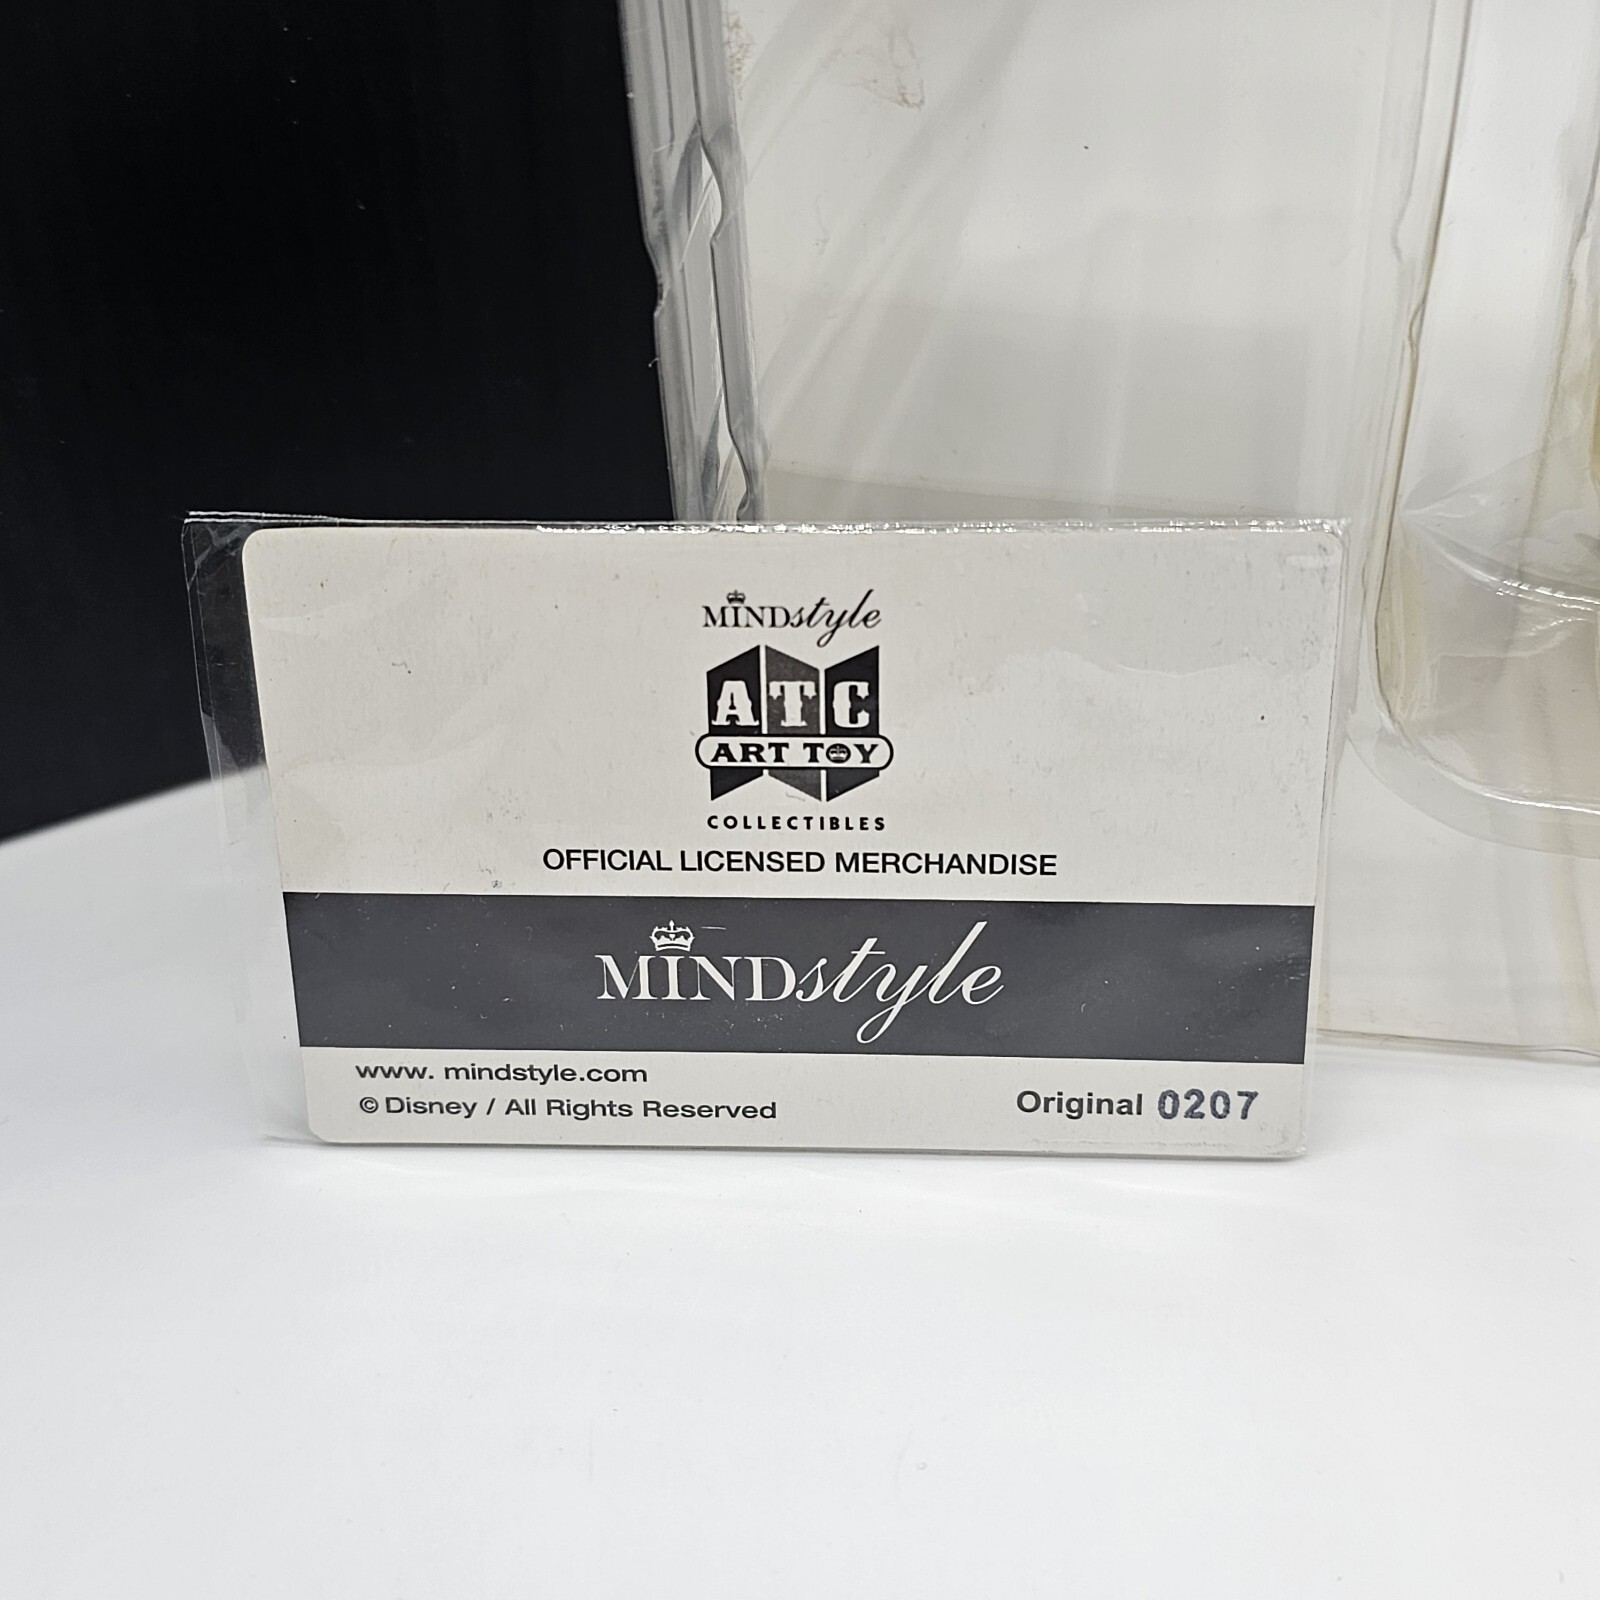 MINDstyle
ATC
ART TOY
COLLECTIBLES
OFFICIAL LICENSED MERCHANDISE
MINDstyle
www. mindstyle.com
© Disney / All Rights Reserved
Original 0207